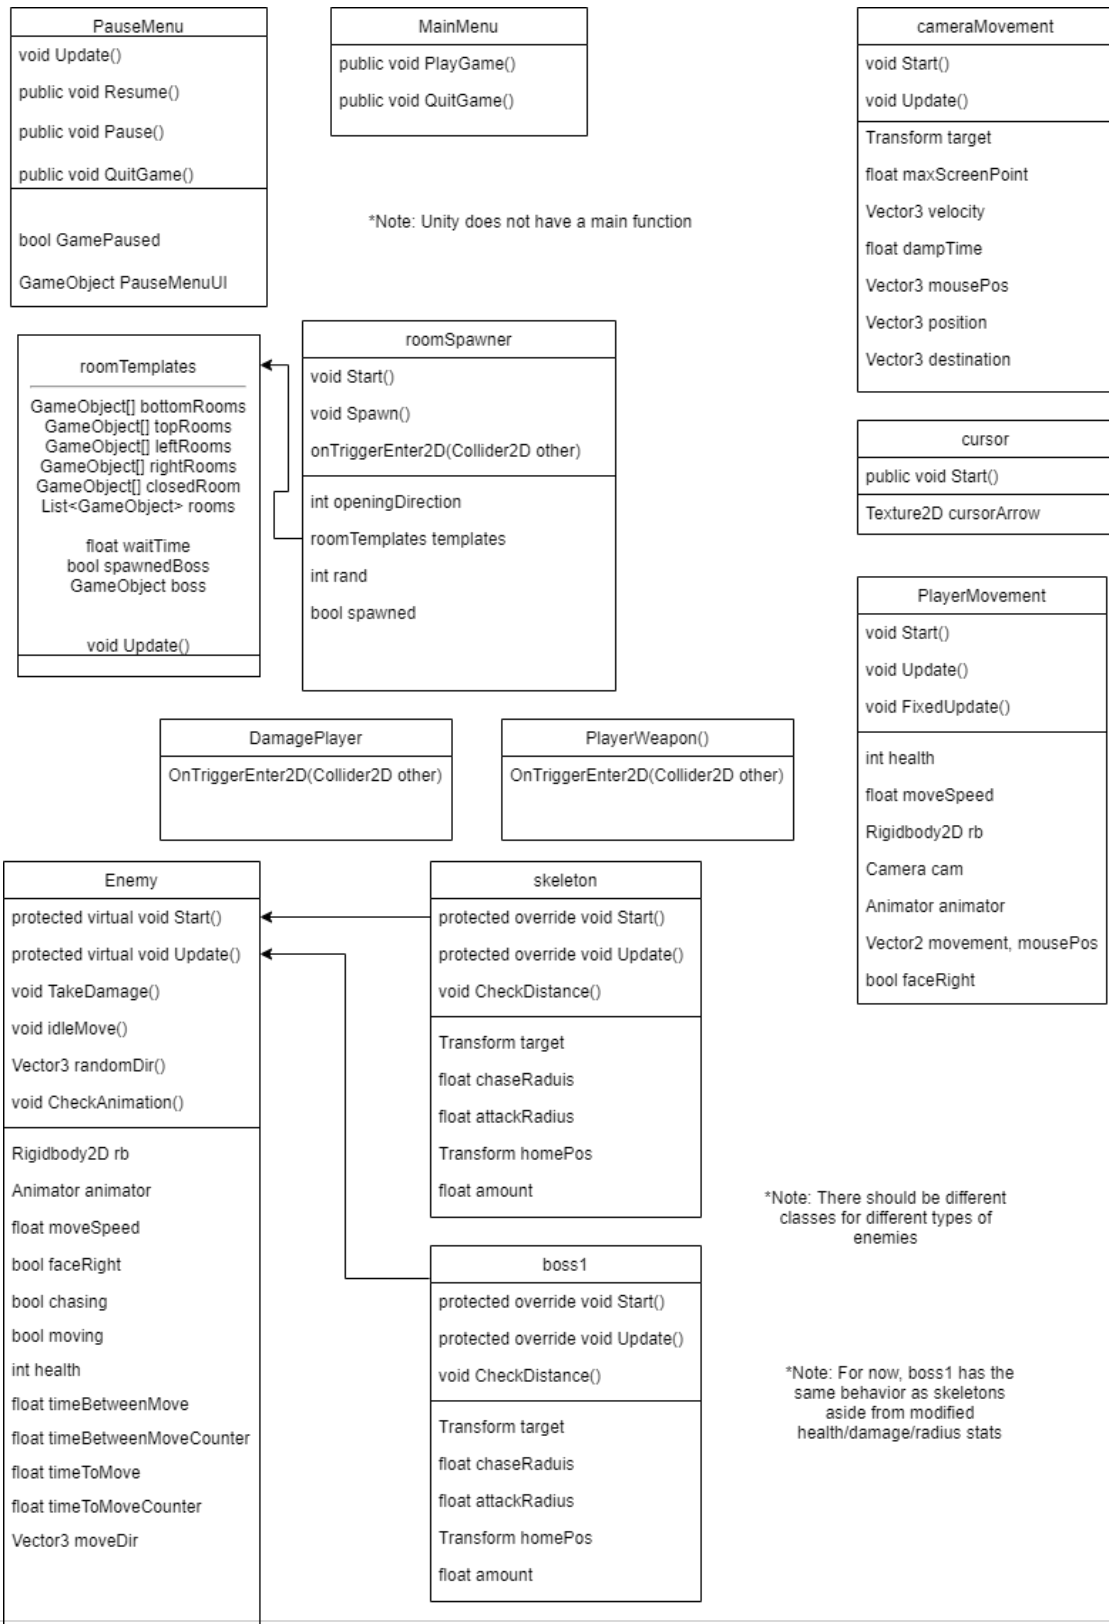 PauseMenu
void Update()
public void Resume()
public void Pause()
public void QuitGame()
bool GamePaused
GameObject PauseMenuUI
MainMenu
public void PlayGame()
public void QuitGame()
*Note: Unity does not have a main function
cameraMovement
void Start()
void Update()
Transform target
float maxScreenPoint
Vector3 velocity
float dampTime
Vector3 mousePos
Vector3 position
Vector3 destination
roomTemplates
GameObject[] bottomRooms
GameObject[] topRooms
GameObject[] leftRooms
GameObject[] rightRooms
GameObject[] closedRoom
List<GameObject> rooms
float waitTime
bool spawnedBoss
GameObject boss
void Update()
roomSpawner
void Start()
void Spawn()
onTriggerEnter2D(Collider2D other)
int openingDirection
roomTemplates templates
int rand
bool spawned
cursor
public void Start()
Texture2D cursorArrow
PlayerMovement
void Start()
void Update()
void FixedUpdate()
int health
float moveSpeed
Rigidbody2D rb
Camera cam
Animator animator
Vector2 movement, mousePos
bool faceRight
DamagePlayer
OnTriggerEnter2D(Collider2D other)
PlayerWeapon()
OnTriggerEnter2D(Collider2D other)
Enemy
protected virtual void Start()
protected virtual void Update()
void TakeDamage()
void idleMove()
Vector3 randomDir()
void CheckAnimation()
Rigidbody2D rb
Animator animator
float moveSpeed
bool faceRight
bool chasing
bool moving
int health
float timeBetweenMove
float timeBetweenMoveCounter
float timeToMove
float timeToMoveCounter
Vector3 moveDir
skeleton
protected override void Start()
protected override void Update()
void CheckDistance()
Transform target
float chaseRaduis
float attackRadius
Transform homePos
float amount
*Note: There should be different
classes for different types of
enemies
boss1
protected override void Start()
protected override void Update()
void CheckDistance()
Transform target
float chaseRaduis
float attackRadius
Transform homePos
float amount
*Note: For now, boss1 has the
same behavior as skeletons
aside from modified
health/damage/radius stats